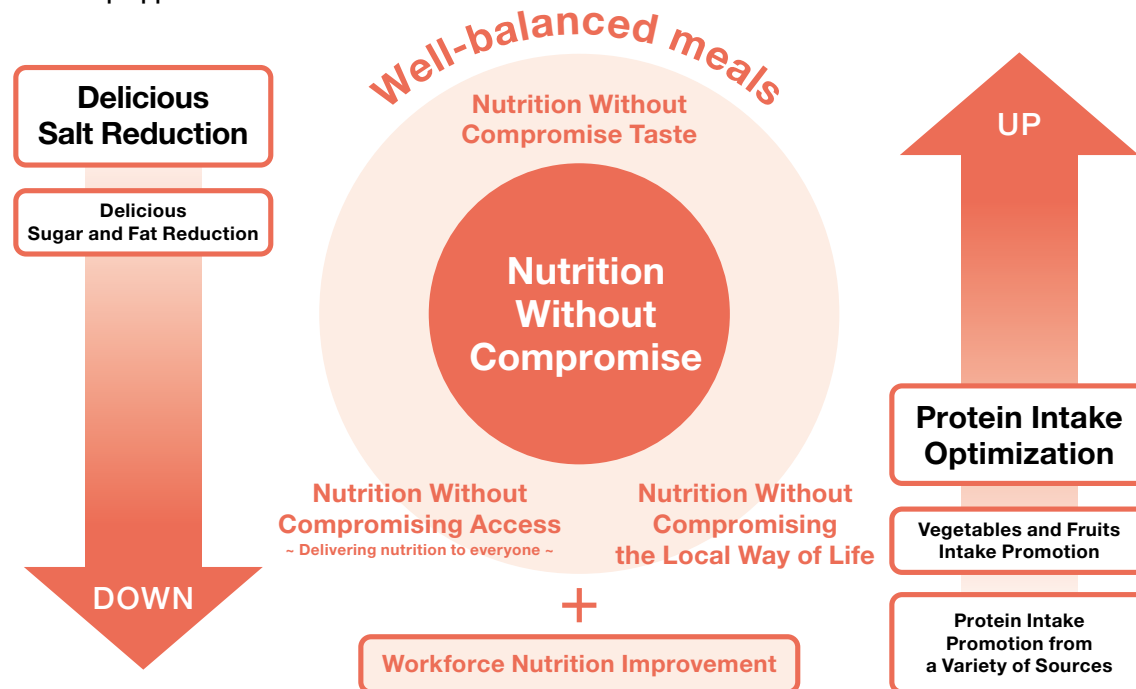 Well-balanced meals
Delicious
Salt Reduction
Delicious
Sugar and Fat Reduction
DOWN
Nutrition Without
Compromise Taste
Nutrition
Without
Compromise
Nutrition Without
Compromising Access
~ Delivering nutrition to everyone ~
Nutrition Without
Compromising
the Local Way of Life
+
Workforce Nutrition Improvement
UP
Protein Intake
Optimization
Vegetables and Fruits
Intake Promotion
Protein Intake
Promotion from
a Variety of Sources